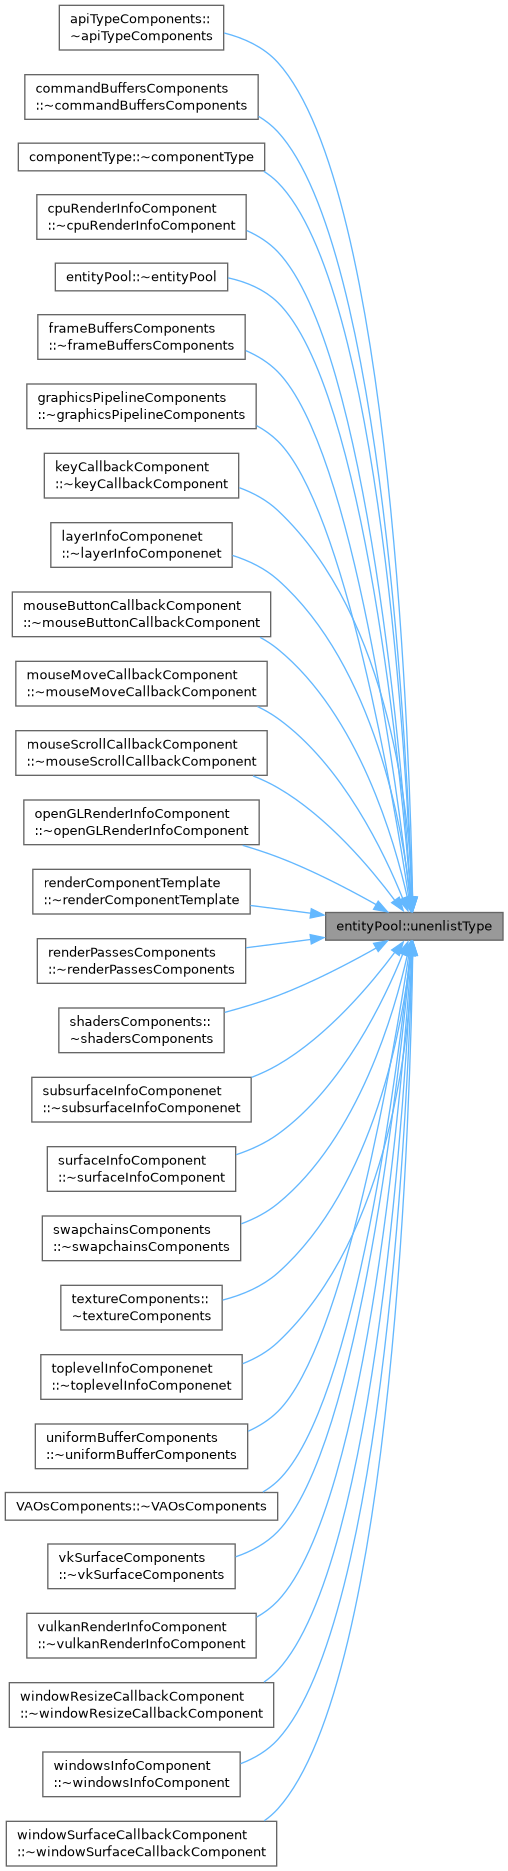 apiTypeComponents::
~apiTypeComponents
commandBuffersComponents
::~commandBuffersComponents
componentType::~componentType
cpuRenderInfoComponent
::~cpuRenderInfoComponent
entityPool::~entityPool
frameBuffersComponents
::~frameBuffersComponents
graphicsPipelineComponents
::~graphicsPipelineComponents
keyCallbackComponent
::~keyCallbackComponent
layerInfoComponenet
::~layerInfoComponenet
mouseButtonCallbackComponent
::~mouseButtonCallbackComponent
mouseMoveCallbackComponent
::~mouseMoveCallbackComponent
mouseScrollCallbackComponent
::~mouseScrollCallbackComponent
openGLRenderInfoComponent
::~openGLRenderInfoComponent
renderComponentTemplate
::~renderComponentTemplate
entityPool::unenlistType
renderPassesComponents
::~renderPassesComponents
shadersComponents::
~shadersComponents
subsurfaceInfoComponenet
::~subsurfaceInfoComponenet
surfaceInfoComponent
::~surfaceInfoComponent
swapchainsComponents
::~swapchainsComponents
textureComponents::
~textureComponents
toplevelInfoComponenet
::~toplevelInfoComponenet
uniformBufferComponents
::~uniformBufferComponents
VAOsComponents::~VAOsComponents
vkSurfaceComponents
::~vkSurfaceComponents
vulkanRenderInfoComponent
::~vulkanRenderInfoComponent
windowResizeCallbackComponent
::~windowResizeCallbackComponent
windowsInfoComponent
::~windowsInfoComponent
windowSurfaceCallbackComponent
::~windowSurfaceCallbackComponent